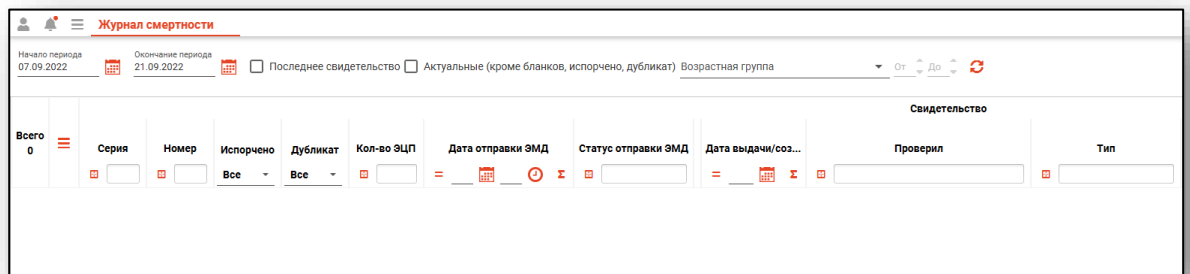 Журнал смертности
Начало периода Окончание периода
07.09.2022 21.09.2022 Последнее свидетельство Актуальные (кроме бланков, испорчено, дубликат) Возрастная группа От До
Свидетельство
Всего
0
Серия Номер Испорчено Дубликат Кол-во ЭЦП Дата отправки ЭМД Статус отправки ЭМД Дата выдачи/соз... Проверил Тип
Все Все = Σ = Σ